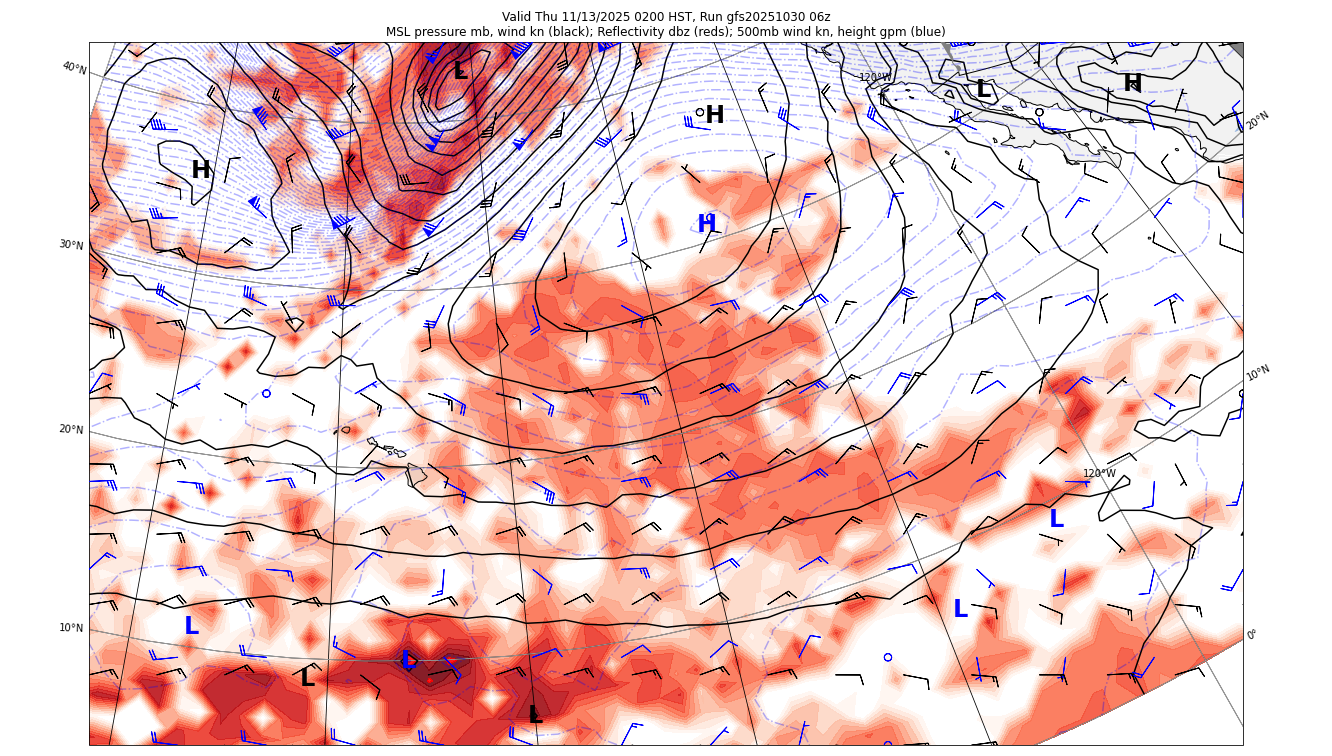 Valid Thu 11/13/2025 0200 HST, Run gfs20251030 06z
MSL pressure mb, wind kn (black); Reflectivity dbz (reds); 500mb wind kn, height gpm (blue)
40°N
L
120°W
L
H
H
20°N
H
H
30°N
10°N
20°N
120°W
L
L
L
10°N
0°
L
L
L